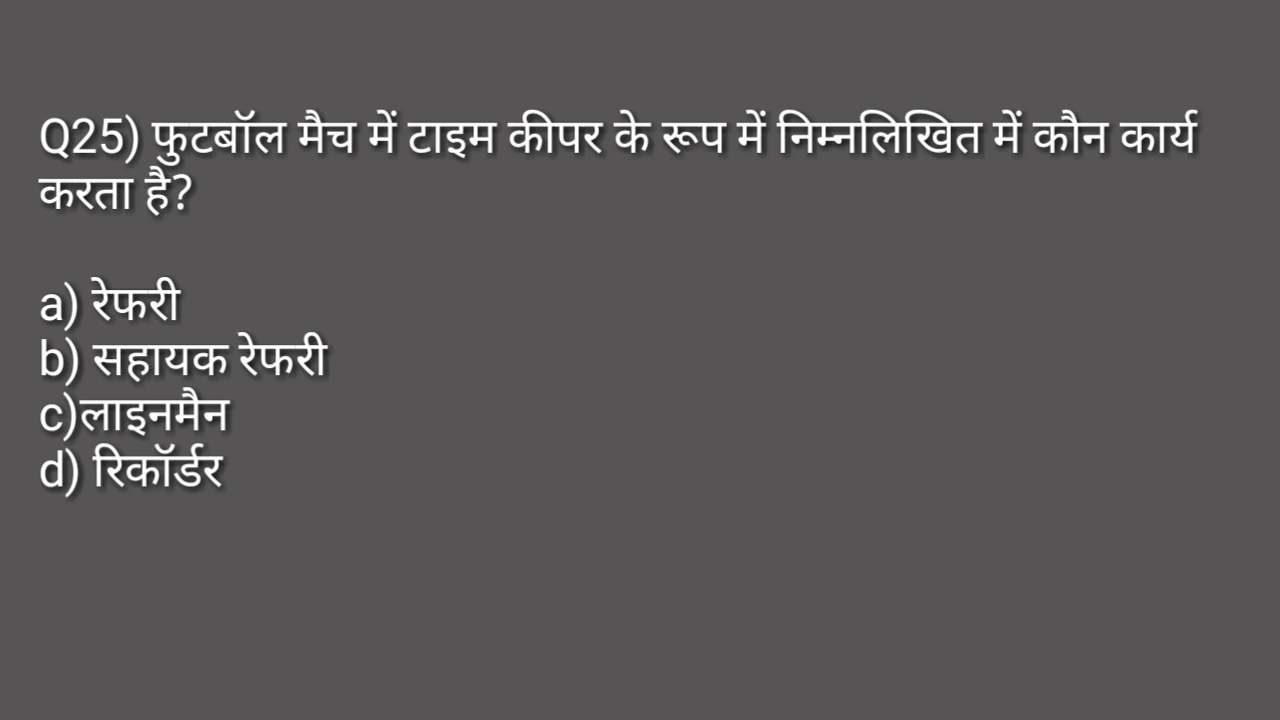 Q25) फुटबॉल मैच में टाइम कीपर के रूप में निम्नलिखित में कौन कार्य
करता है?
a) रेफरी
b) सहायक रेफरी
c)लाइनमैन
d) रिकॉर्डर